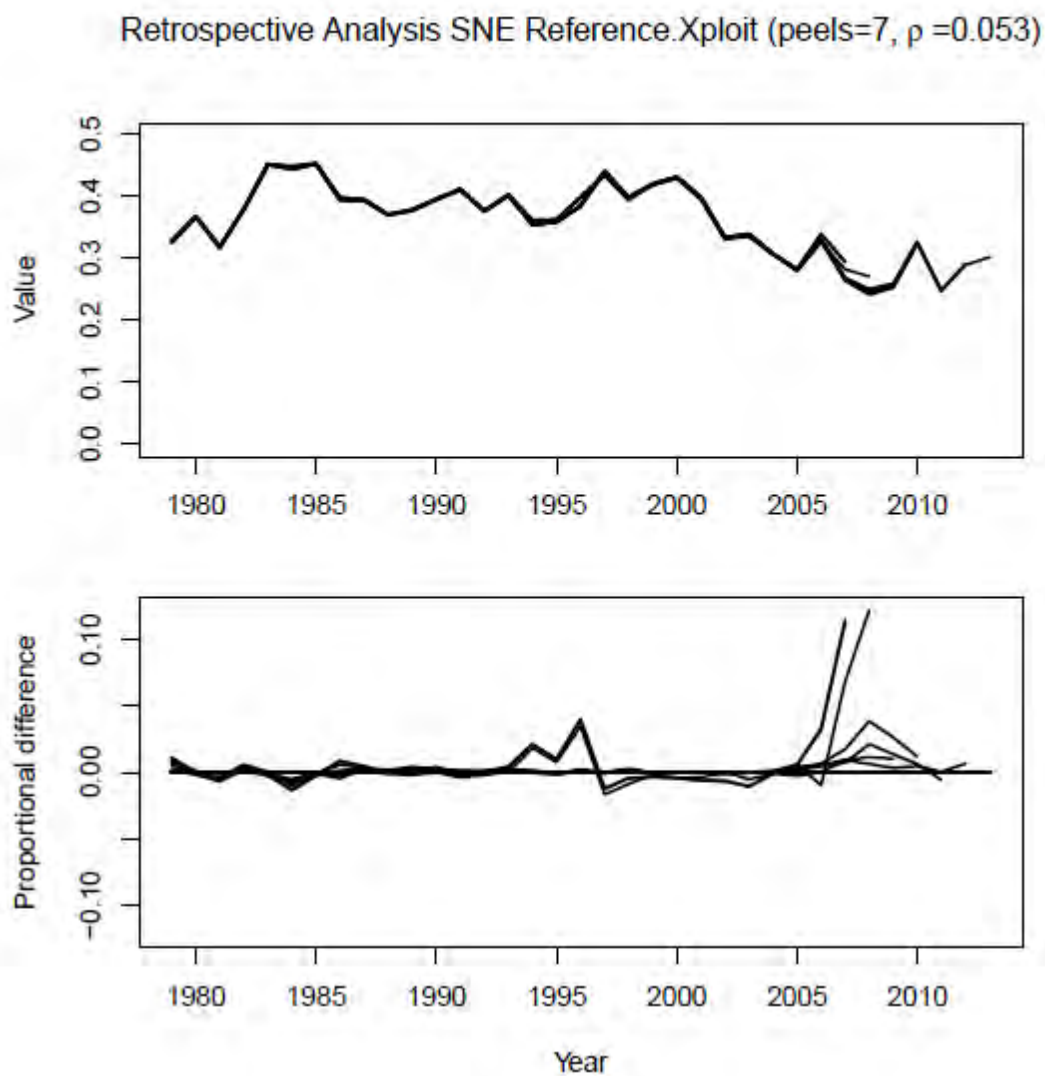 Retrospective Analysis SNE Reference.Xploit (peels=7, ρ =0.053)
Value
0.5
0.4
0.3
0.2
0.1
0.0
1980 1985 1990 1995 2000 2005 2010
Proportional difference
0.10
0.00
−0.10
1980 1985 1990 1995 2000 2005 2010
Year